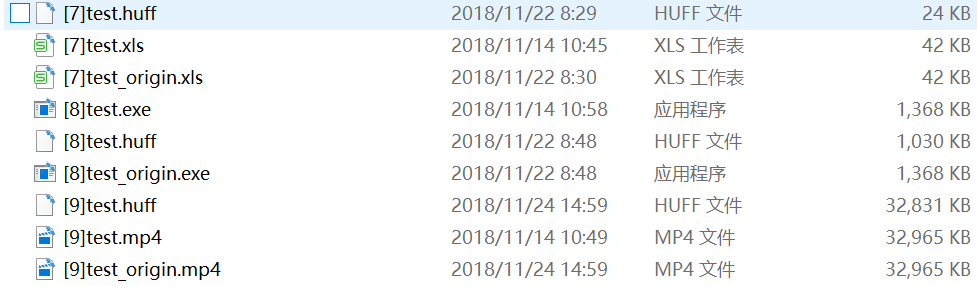 [7]test.huff 2018/11/22 8:29 HUFF 文件 24 KB
[7]test.xls 2018/11/14 10:45 XLS 工作表 42 KB
[7]test_origin.xls 2018/11/22 8:30 XLS 工作表 42 KB
[8]test.exe 2018/11/14 10:58 应用程序 1,368 KB
[8]test.huff 2018/11/22 8:48 HUFF 文件 1,030 KB
[8]test_origin.exe 2018/11/22 8:48 应用程序 1,368 KB
[9]test.huff 2018/11/24 14:59 HUFF 文件 32,831 KB
[9]test.mp4 2018/11/14 10:49 MP4 文件 32,965 KB
[9]test_origin.mp4 2018/11/24 14:59 MP4 文件 32,965 KB